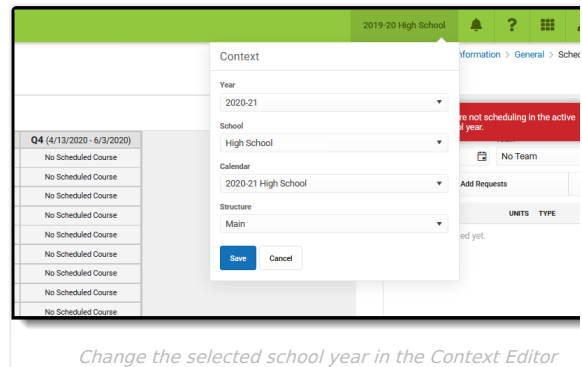 2019-20 High School
?
Context
Information > General > Sched
Year
2020-21
re not scheduling in the active
ol year.
School
High School
Q4 (4/13/2020 - 6/3/2020)
No Scheduled Course
No Team
Calendar
2020-21 High School
No Scheduled Course
Add Requests
No Scheduled Course
Structure
Main
UNITS TYPE
No Scheduled Course
ed yet.
No Scheduled Course
Save
Cancel
No Scheduled Course
No Scheduled Course
No Scheduled Course
No Scheduled Course
Change the selected school year in the Context Editor